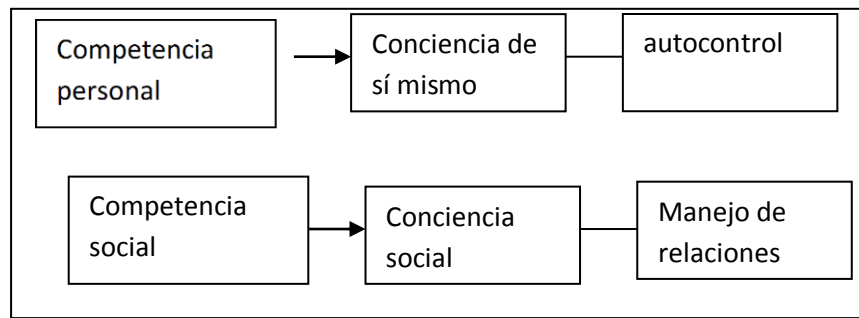 Competencia
personal
Conciencia de
sí mismo
autocontrol
Competencia
social
Conciencia
social
Manejo de
relaciones